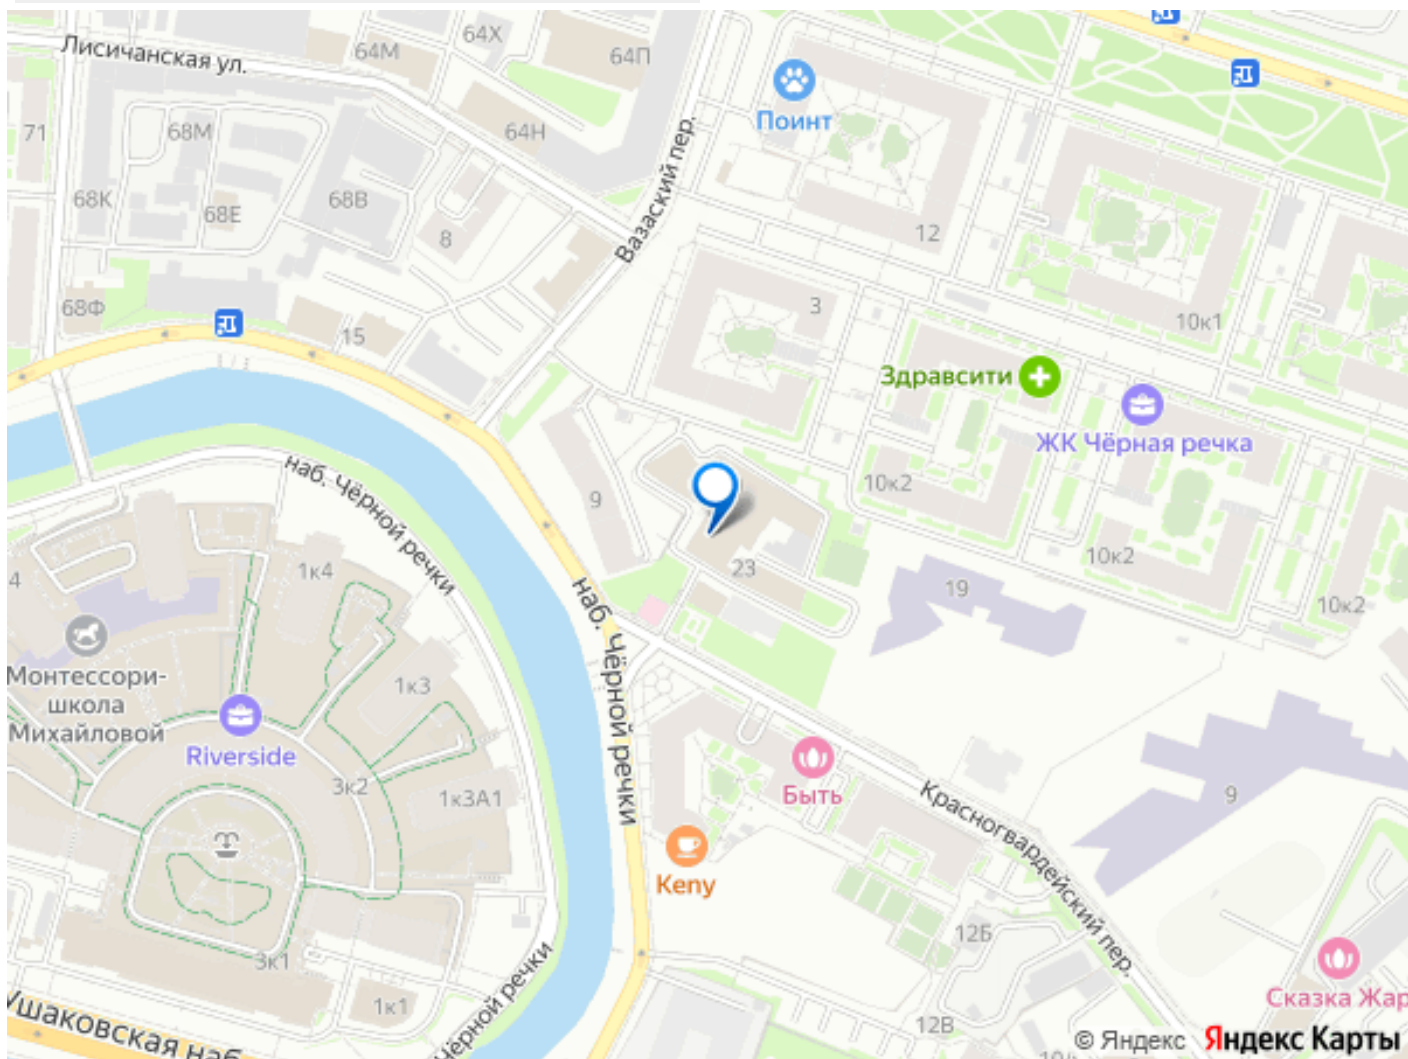 64Х
64М
64П
Лисичанская ул.
Поинт
71
68М
64Н
Вазаский пер.
68К
68Е
68В
8
12
68Ф
15
3
10к1
Здравсити
ЖК Чёрная речка
наб. Чёрной речки
9
10к2
10к2
1к4
23
19
10к2
4
наб. Чёрной речки
Монтессори-
школа
Михайловой
1к3
Riverside
3к2
1к3А1
Быть
9
Красногвардейский пер.
Keny
12Б
3к1
1к1
Чёрной речки
Сказка Жар
Ушаковская наб.
12В
© Яндекс Яндекс Карты